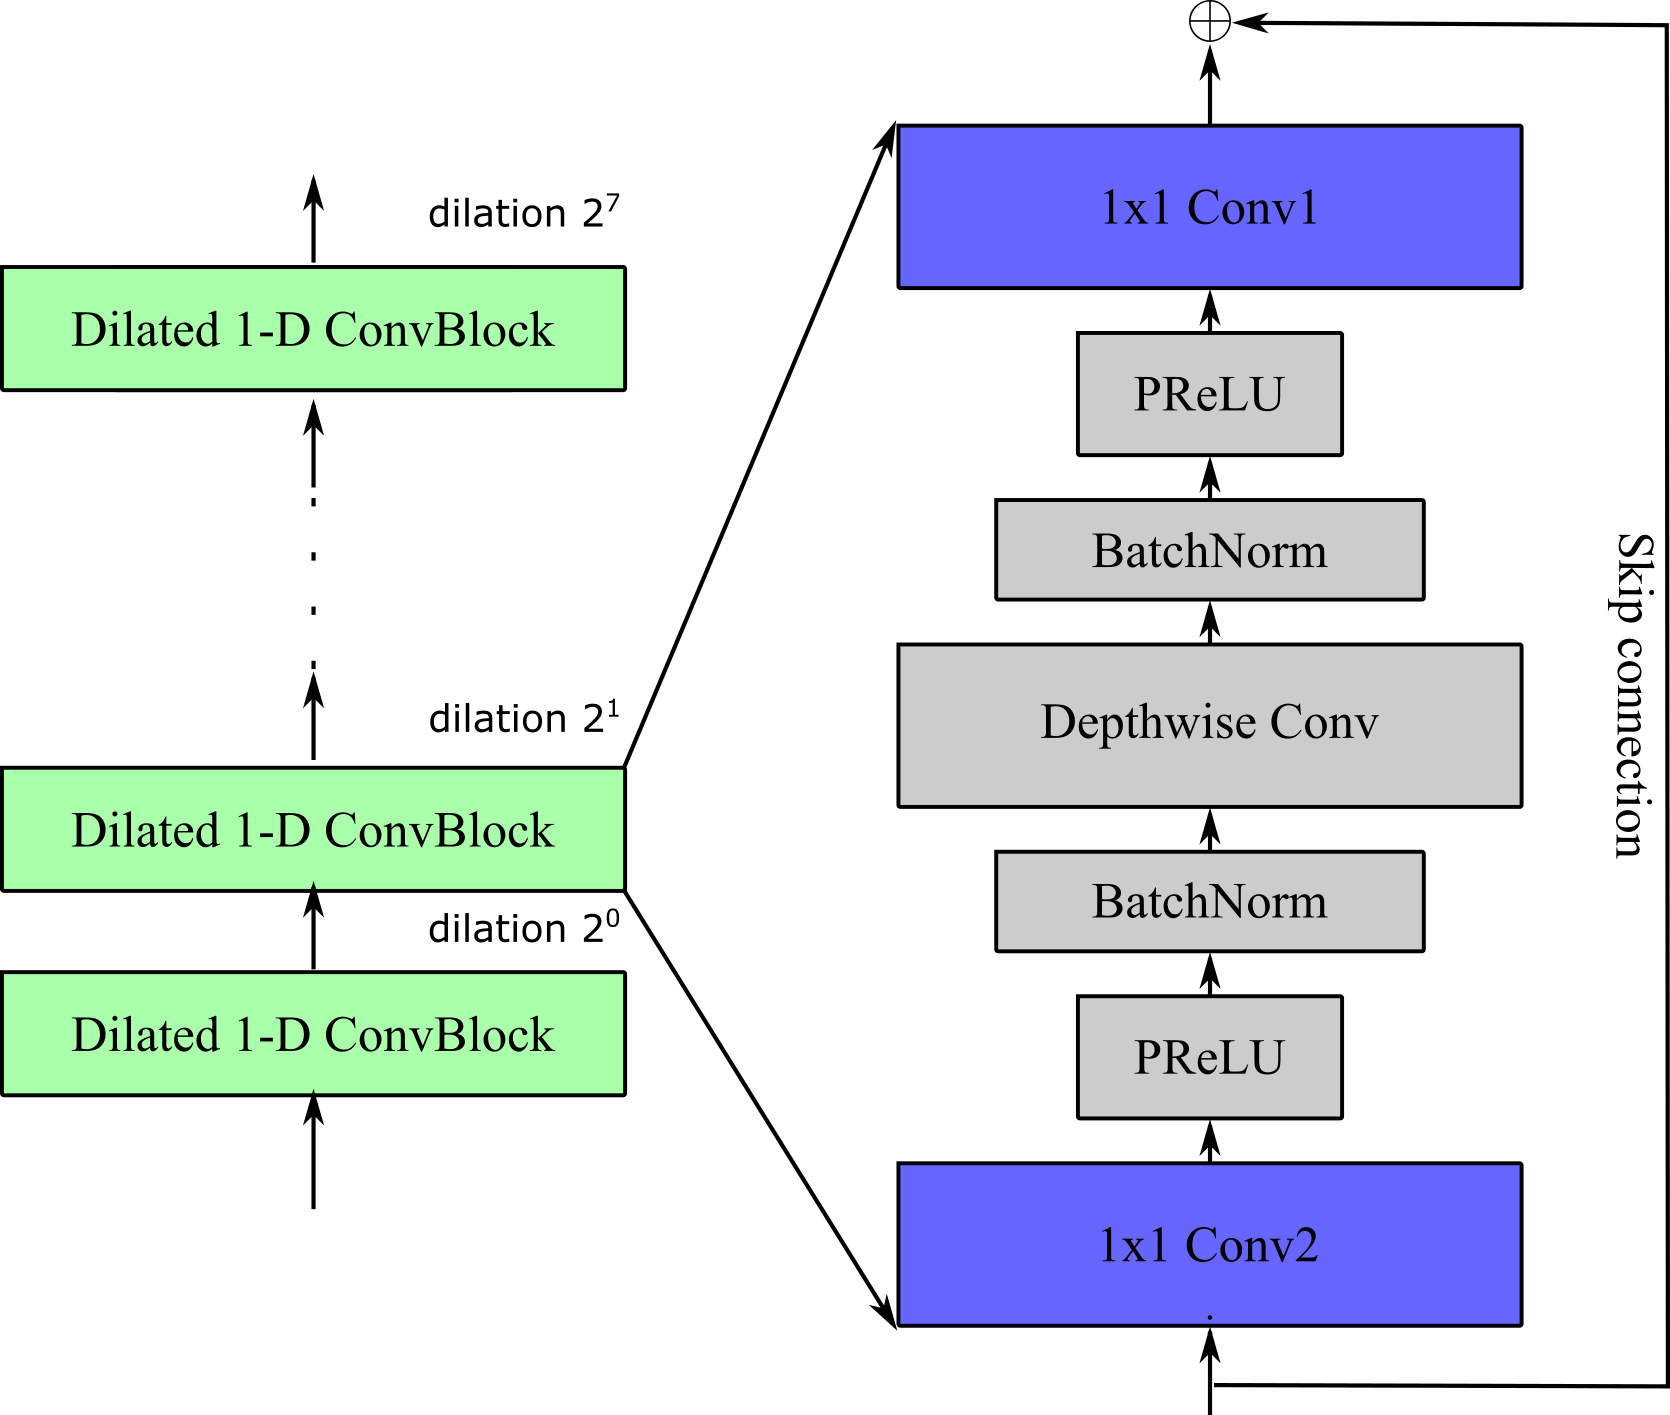 dilation 2^7
Dilated 1-D ConvBlock
dilation 2^1
Dilated 1-D ConvBlock
dilation 2^0
Dilated 1-D ConvBlock
1x1 Conv1
PReLU
BatchNorm
Depthwise Conv
BatchNorm
PReLU
1x1 Conv2
Skip connection